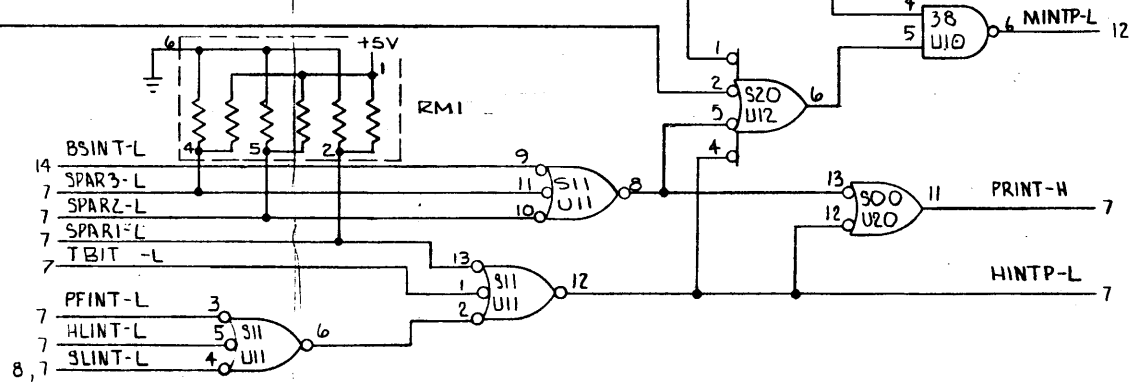 4
38
U10
5
6
MINTP-L
12
6
+5V
1
RM1
4
5
2
1
2
5
4
S20
U12
6
14
BSINT-L
9
7
SPAR3-L
11
S11
U11
8
7
SPAR2-L
10
7
SPAR1-L
7
TBIT -L
13
S00
U20
11
12
PRINT-H
7
13
1
2
S11
U11
12
HINTP-L
7
7
PFINT-L
3
7
HLINT-L
5
S11
U11
6
8,7
SLINT-L
4